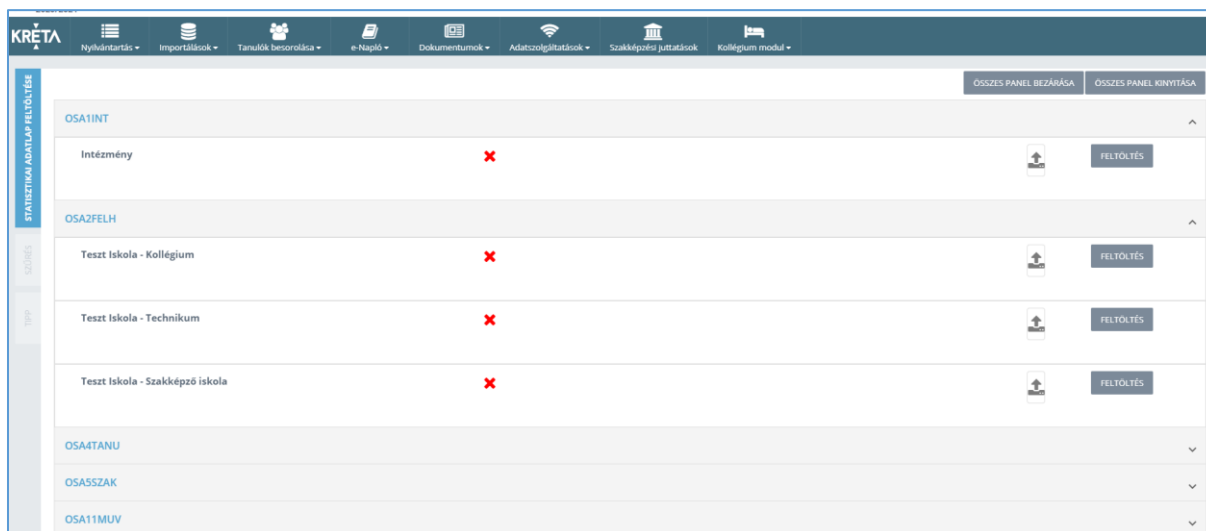 KRÉTA
Nyilvántartás
Importálások
Tanulók besorolása
e-Napló
Dokumentumok
Adatszolgáltatások
Szakképzési juttatások
Kollégium modul
STATISZTIKAI ADATLAP FELTÖLTÉSE
SZŰRÉS
TIPP
ÖSSZES PANEL BEZÁRÁSA
ÖSSZES PANEL KINYITÁSA
OSA1INT
Intézmény
FELTÖLTÉS
OSA2FELH
Teszt Iskola - Kollégium
FELTÖLTÉS
Teszt Iskola - Technikum
FELTÖLTÉS
Teszt Iskola - Szakképző iskola
FELTÖLTÉS
OSA4TANU
OSA5SZAK
OSA11MUV